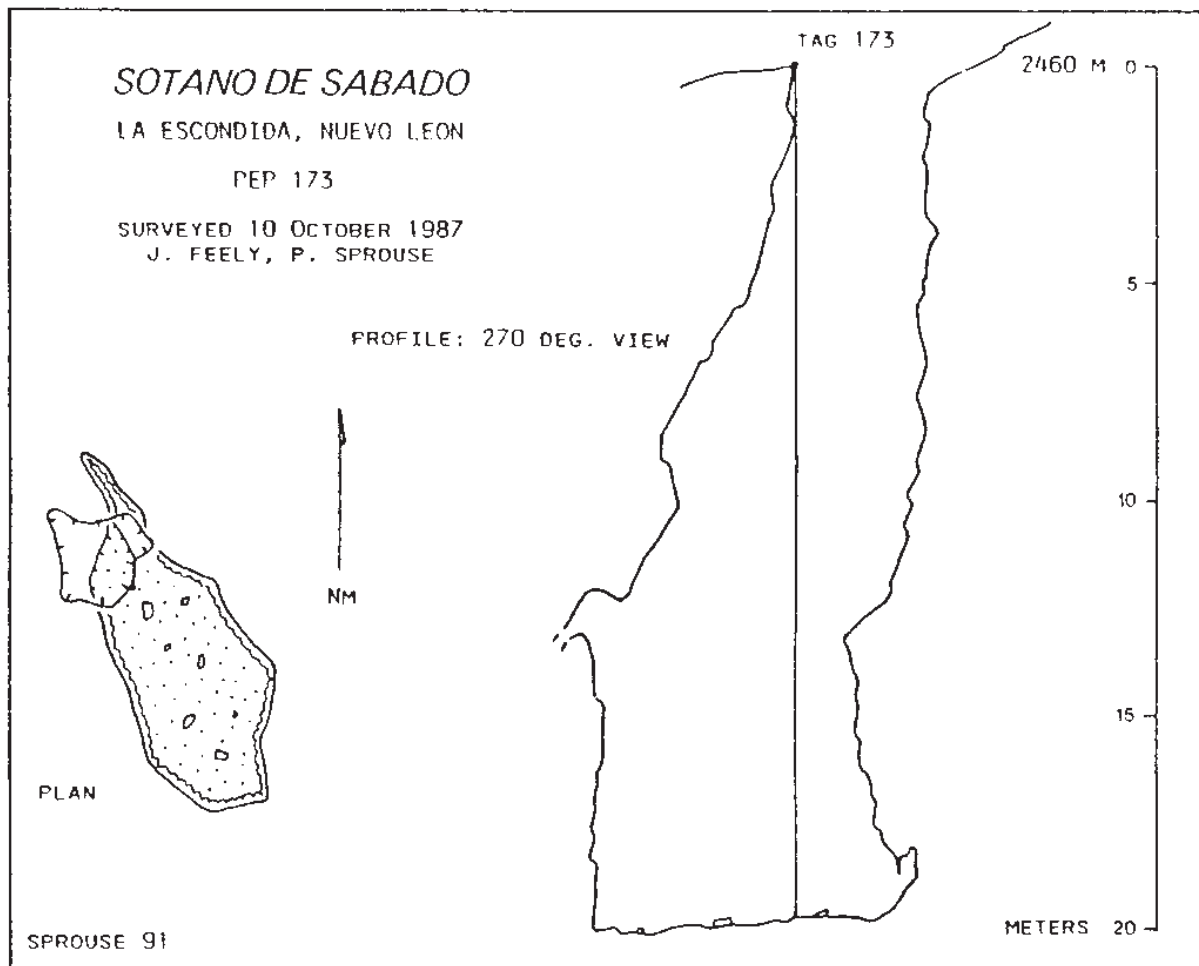 SOTANO DE SABADO
LA ESCONDIDA, NUEVO LEON
PEP 173
SURVEYED 10 OCTOBER 1987
J. FEELY, P. SPROUSE
PROFILE: 270 DEG. VIEW
TAG 173
2460 M 0
5
10
15
METERS 20
NM
PLAN
SPROUSE 91